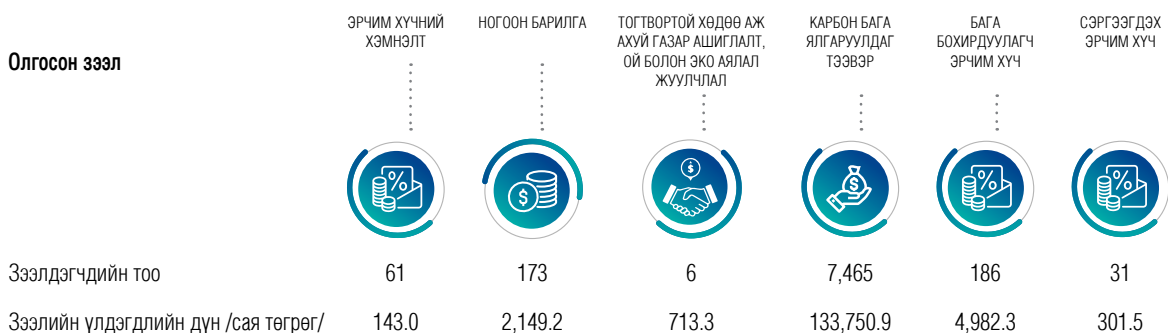 Олгосон зээл
ЭРЧИМ ХҮЧНИЙ
ХЭМНЭЛТ
НОГООН БАРИЛГА
ТОГТВОРТОЙ ХӨДӨӨ АЖ
АХУЙ ГАЗАР АШИГЛАЛТ,
ОЙ БОЛОН ЭКО АЯЛАЛ
ЖУУЛЧЛАЛ
КАРБОН БАГА
ЯЛГАРУУЛДАГ
ТЭЭВЭР
БАГА
БОХИРДУУЛАГЧ
ЭРЧИМ ХҮЧ
СЭРГЭЭГДЭХ
ЭРЧИМ ХҮЧ
Зээлдэгчдийн тоо 61 173 6 7,465 186 31
Зээлийн үлдэгдлийн дүн /сая төгрөг/ 143.0 2,149.2 713.3 133,750.9 4,982.3 301.5